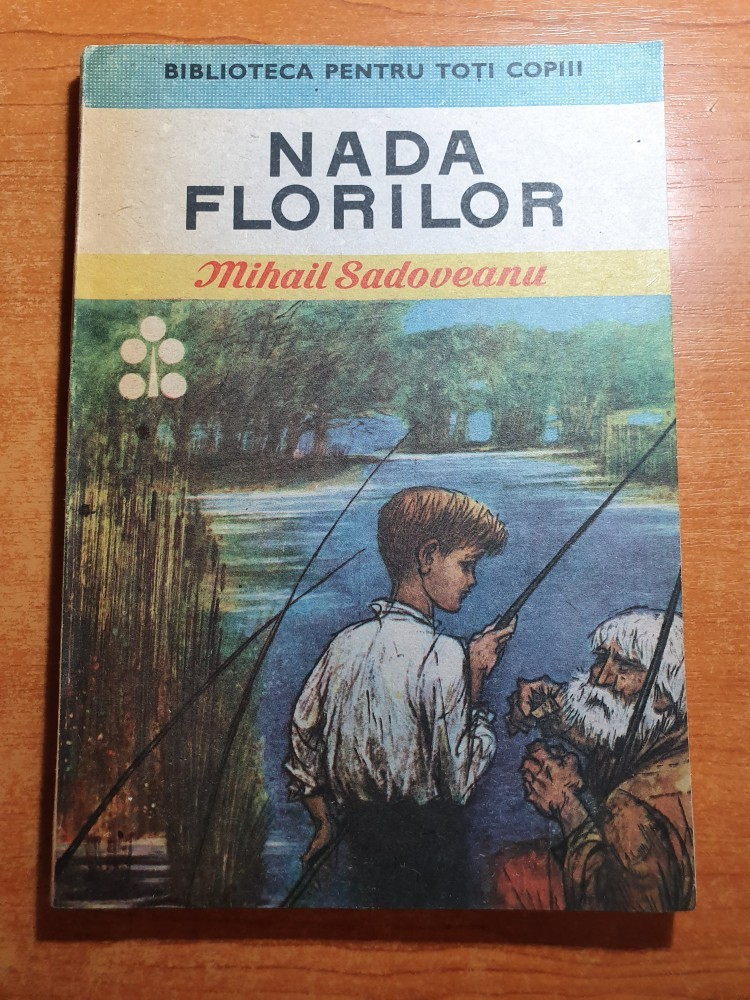 BIBLIOTECA PENTRU TOȚI COPIII
NADA
FLORILOR
Mihail Sadoveanu